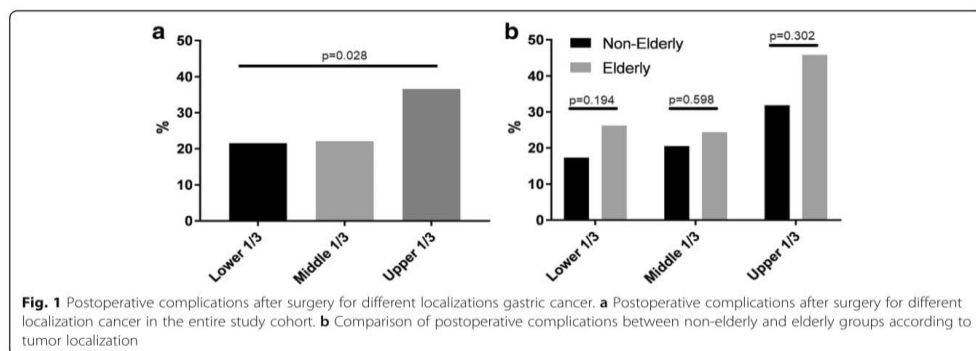 a
50
40
30
20
10
0
%
p=0.028
Lower 1/3
Middle 1/3
Upper 1/3
b
50
40
30
20
10
0
%
Non-Elderly
Elderly
p=0.194
p=0.598
p=0.302
Lower 1/3
Middle 1/3
Upper 1/3
Fig. 1 Postoperative complications after surgery for different localizations gastric cancer. a Postoperative complications after surgery for different
localization cancer in the entire study cohort. b Comparison of postoperative complications between non-elderly and elderly groups according to
tumor localization